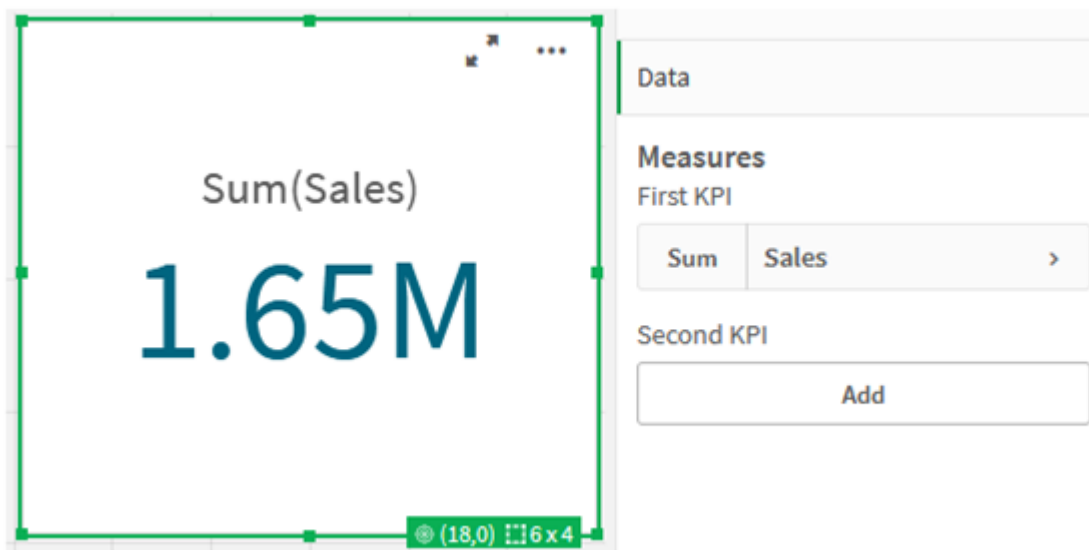 Sum(Sales)
1.65M
(18,0) 6 x 4
Data
Measures
First KPI
Sum Sales
Second KPI
Add